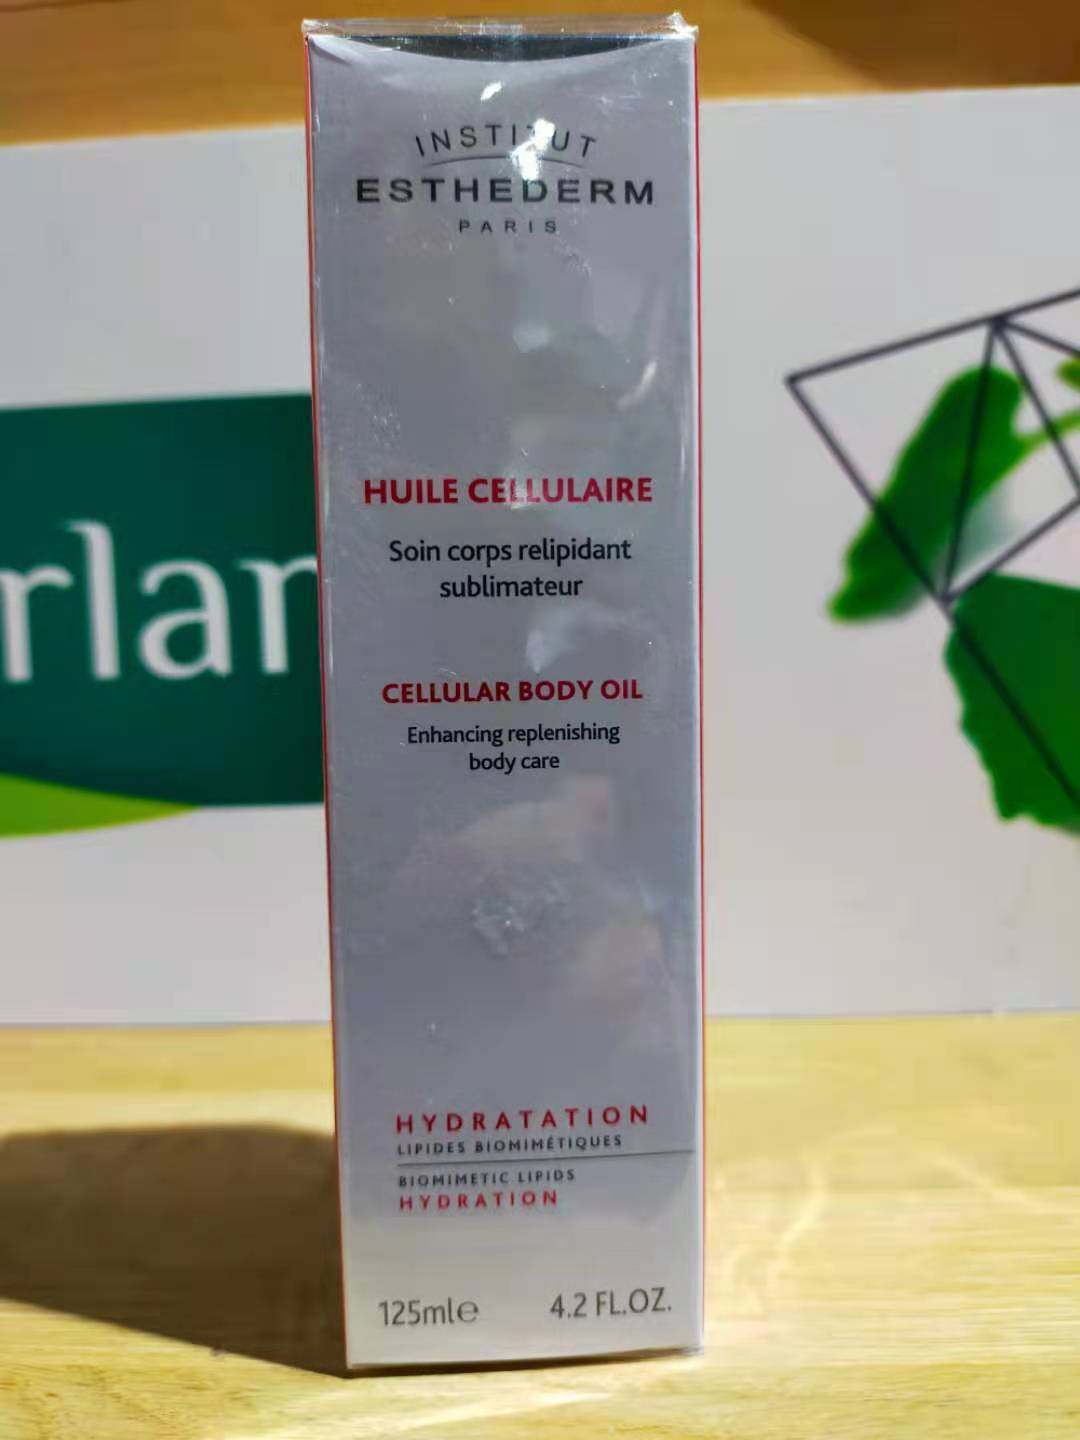 INSTITUT
ESTHEDERM
PARIS
HUILE CELLULAIRE
Soin corps relipidant
sublimateur
CELLULAR BODY OIL
Enhancing replenishing
body care
HYDRATATION
LIPIDES BIOMIMÉTIQUES
BIOMIMETIC LIPIDS
HYDRATION
125ml℮ 4.2 FL.OZ.
rlan